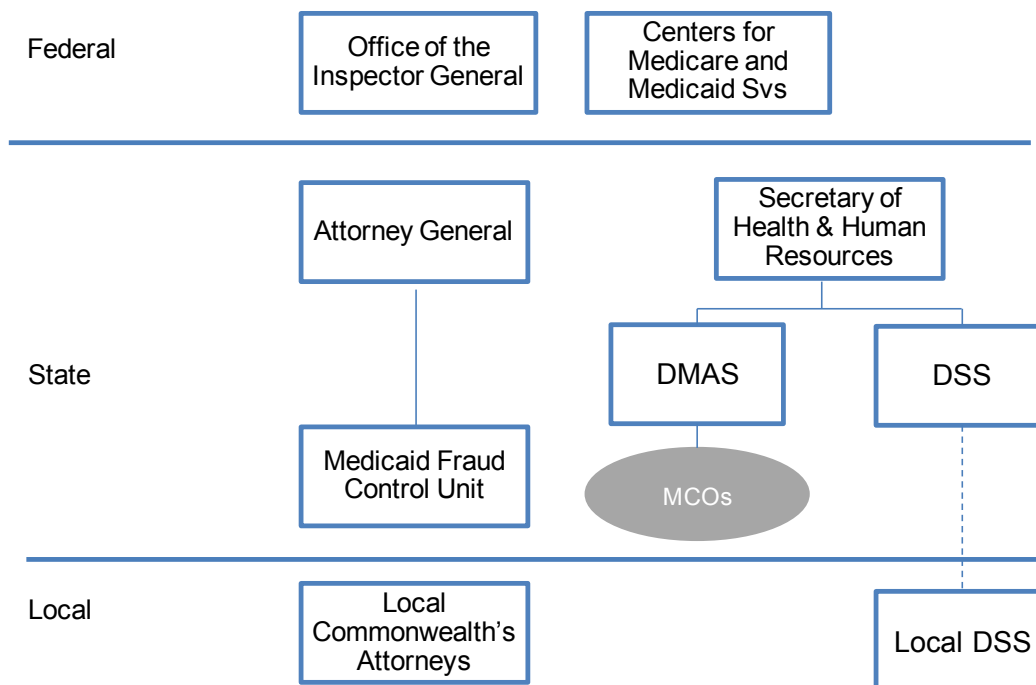 Federal
Office of the
Inspector General
Centers for
Medicare and
Medicaid Svs
Attorney General
Secretary of
Health & Human
Resources
State
DMAS
DSS
Medicaid Fraud
Control Unit
MCOs
Local
Local
Commonwealth’s
Attorneys
Local DSS